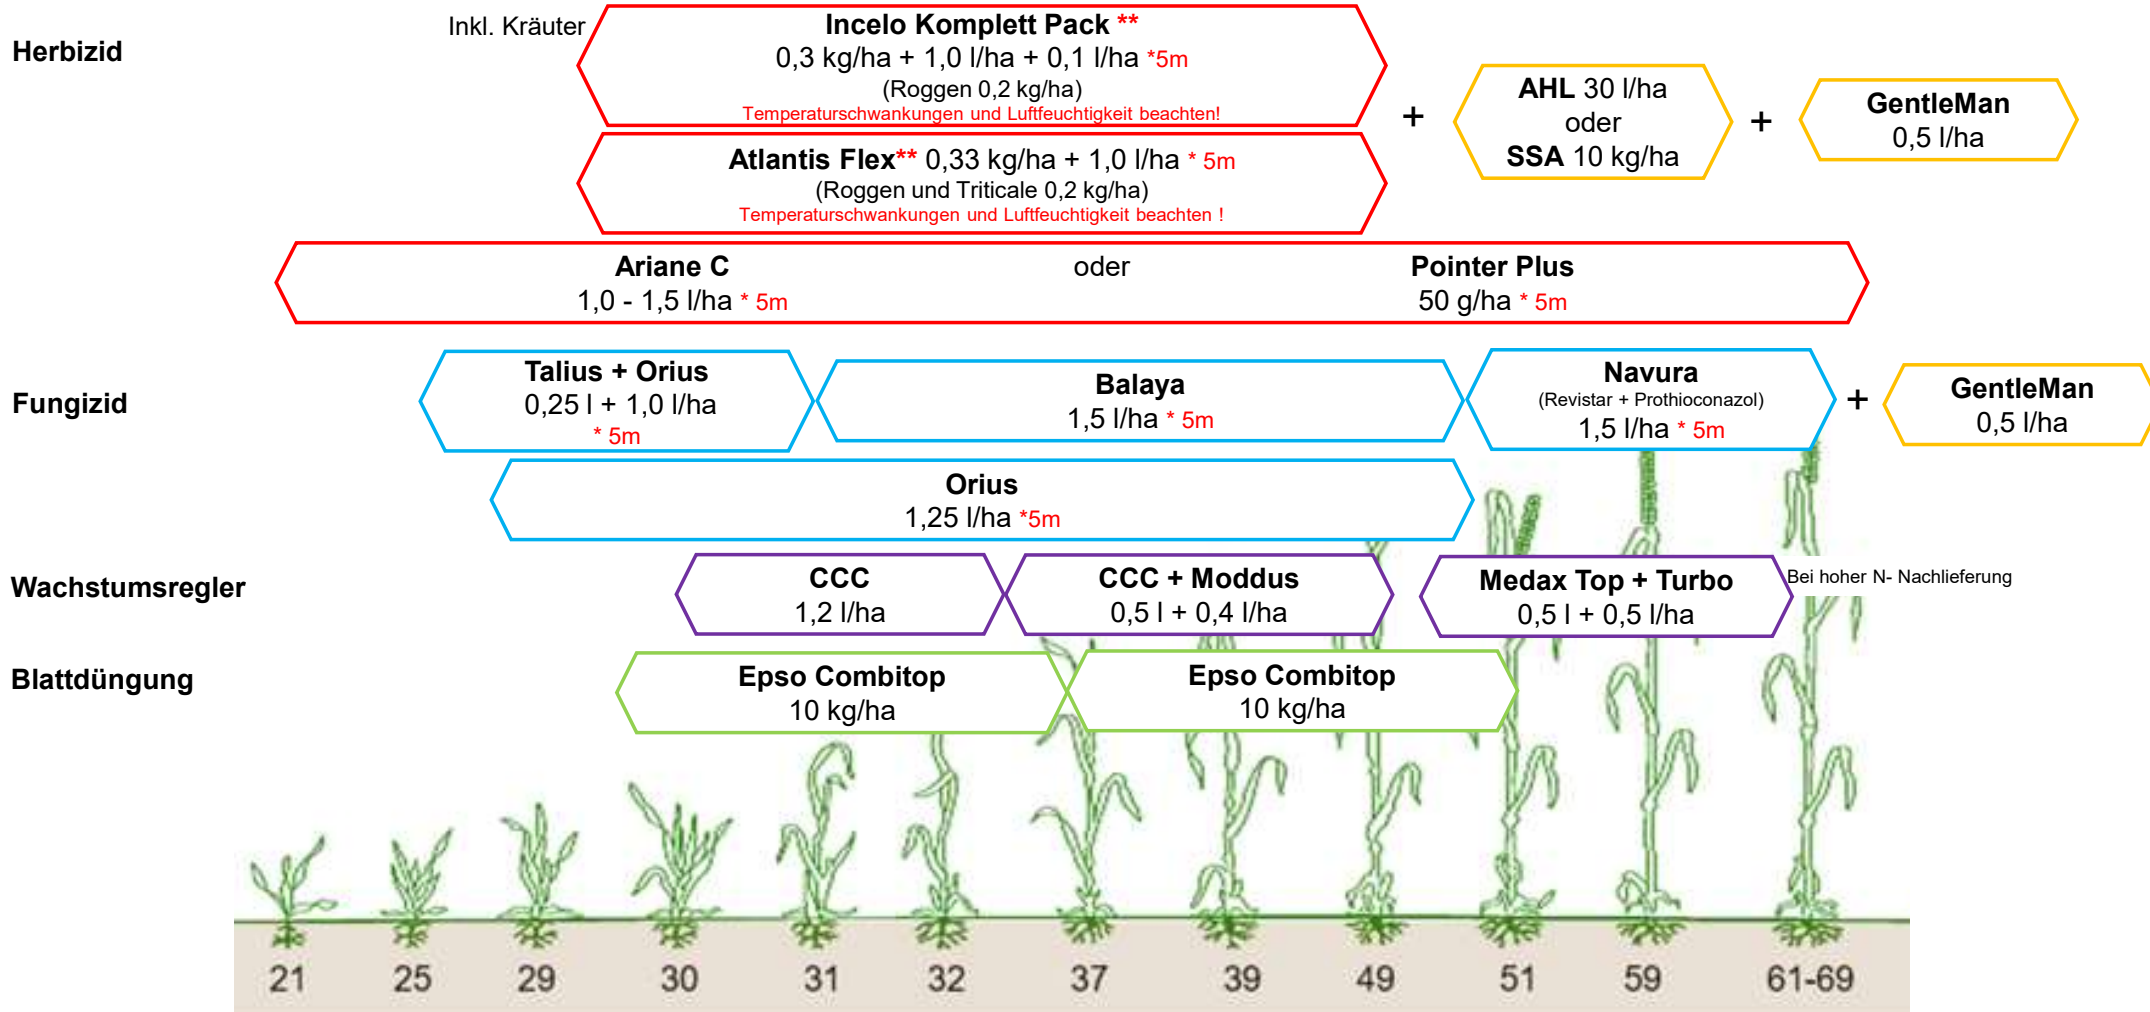 Herbizid
Inkl. Kräuter
Incelo Komplett Pack **
0,3 kg/ha + 1,0 l/ha + 0,1 l/ha *5m
(Roggen 0,2 kg/ha)
Temperaturschwankungen und Luftfeuchtigkeit beachten!
+
AHL 30 l/ha
oder
SSA 10 kg/ha
+
GentleMan
0,5 l/ha
Atlantis Flex** 0,33 kg/ha + 1,0 l/ha * 5m
(Roggen und Triticale 0,2 kg/ha)
Temperaturschwankungen und Luftfeuchtigkeit beachten !
Ariane C
1,0 - 1,5 l/ha * 5m
oder
Pointer Plus
50 g/ha * 5m
Fungizid
Talius + Orius
0,25 l + 1,0 l/ha
* 5m
Balaya
1,5 l/ha * 5m
Navura
(Revistar + Prothioconazol)
1,5 l/ha * 5m
+
GentleMan
0,5 l/ha
Orius
1,25 l/ha *5m
Wachstumsregler
CCC
1,2 l/ha
CCC + Moddus
0,5 l + 0,4 l/ha
Medax Top + Turbo
0,5 l + 0,5 l/ha
Bei hoher N- Nachlieferung
Blattdüngung
Epso Combitop
10 kg/ha
Epso Combitop
10 kg/ha
21 25 29 30 31 32 37 39 49 51 59 61-69